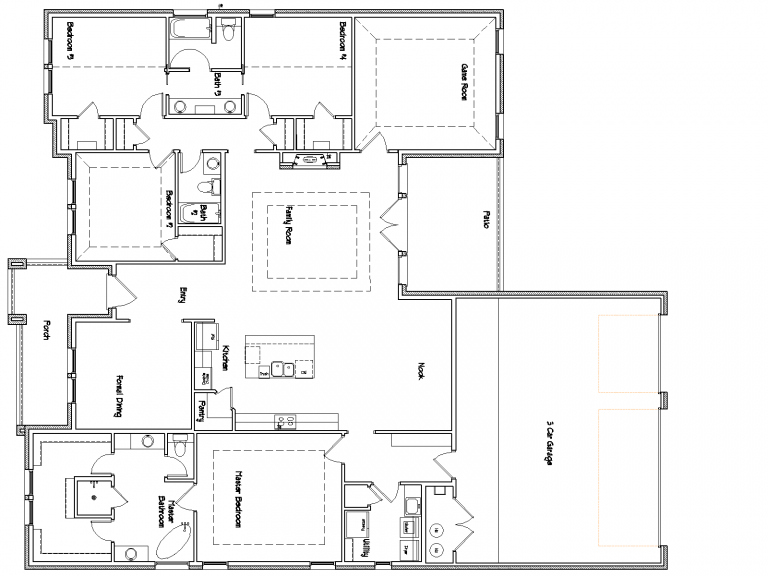 Bedroom #3
Bath #3
Bedroom #4
Game Room
Bedroom #2
Bath
#2
Family Room
Patio
Entry
Porch
Formal Dining
Kitchen
Pantry
Nook
3 Car Garage
Master
Bathroom
Master Bedroom
Utility